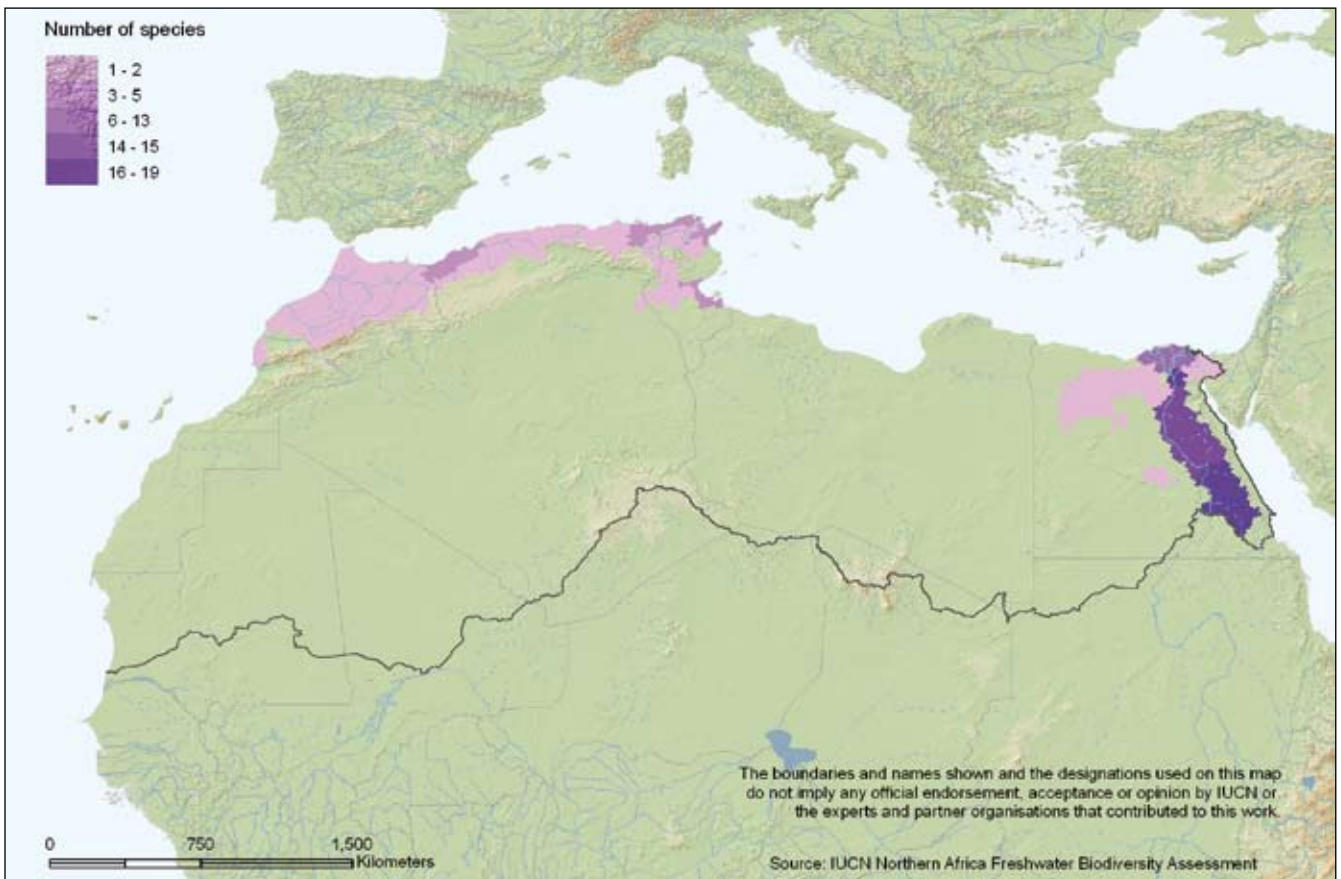 Number of species
1 - 2
3 - 5
6 - 13
14 - 15
16 - 19
The boundaries and names shown and the designations used on this map
do not imply any official endorsement, acceptance or opinion by IUCN or
the experts and partner organisations that contributed to this work.
0 750 1,500
Kilometers
Source: IUCN Northern Africa Freshwater Biodiversity Assessment